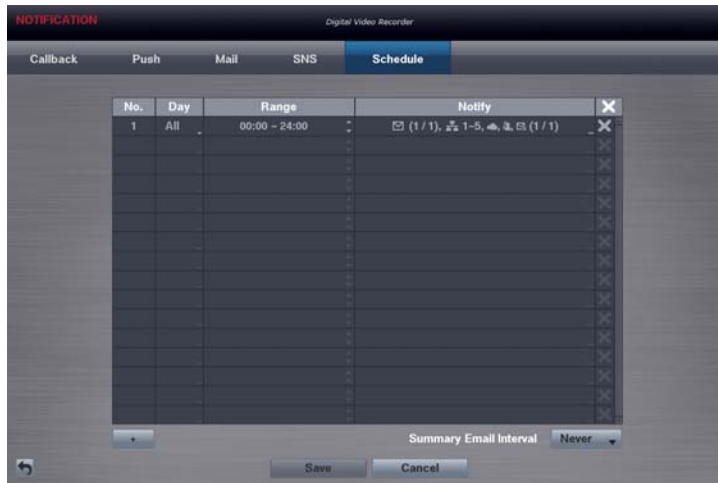 NOTIFICATION Digital Video Recorder
Callback Push Mail SNS Schedule
No. Day Range Notify
1 All 00:00 ~ 24:00 (1 / 1), 1~5, , , (1 / 1)
+ Summary Email Interval Never
Save Cancel